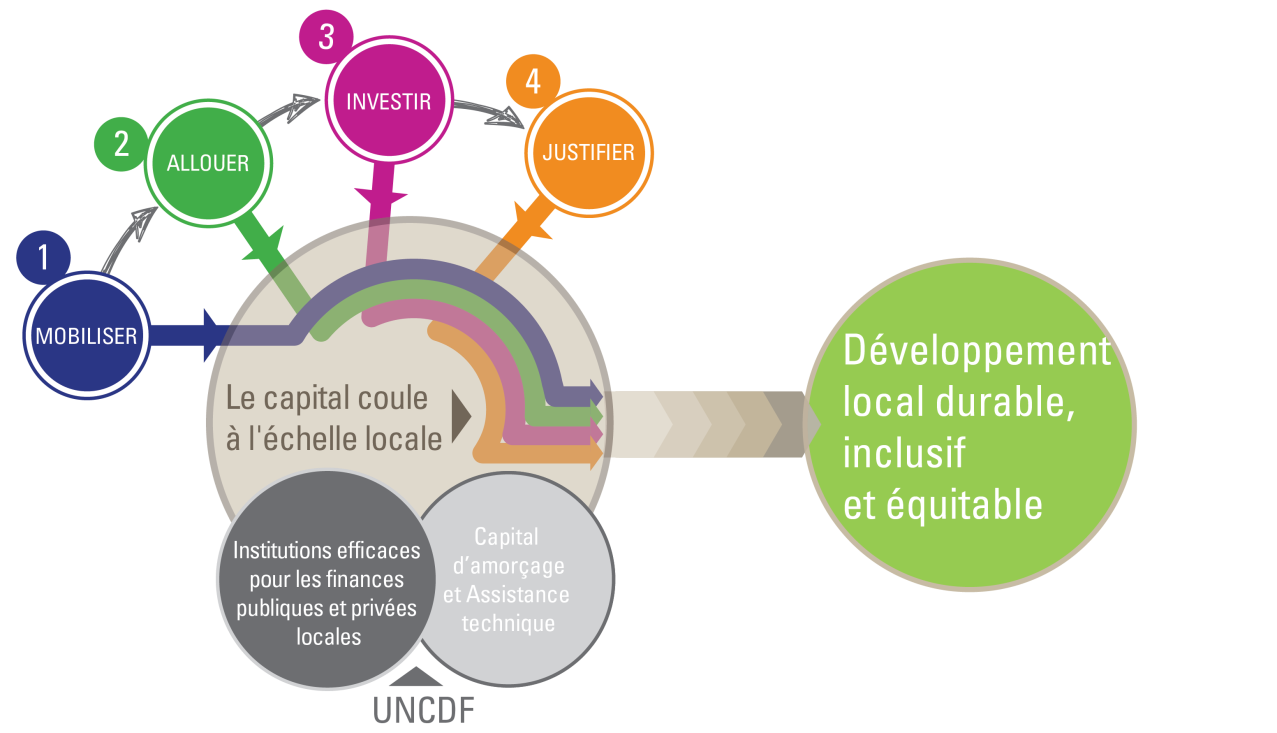 1
MOBILISER
2
ALLOUER
3
INVESTIR
4
JUSTIFIER
Le capital coule
à l'échelle locale
Institutions efficaces
pour les finances
publiques et privées
locales
Capital
d’amorçage
et Assistance
technique
UNCDF
Développement
local durable,
inclusif
et équitable